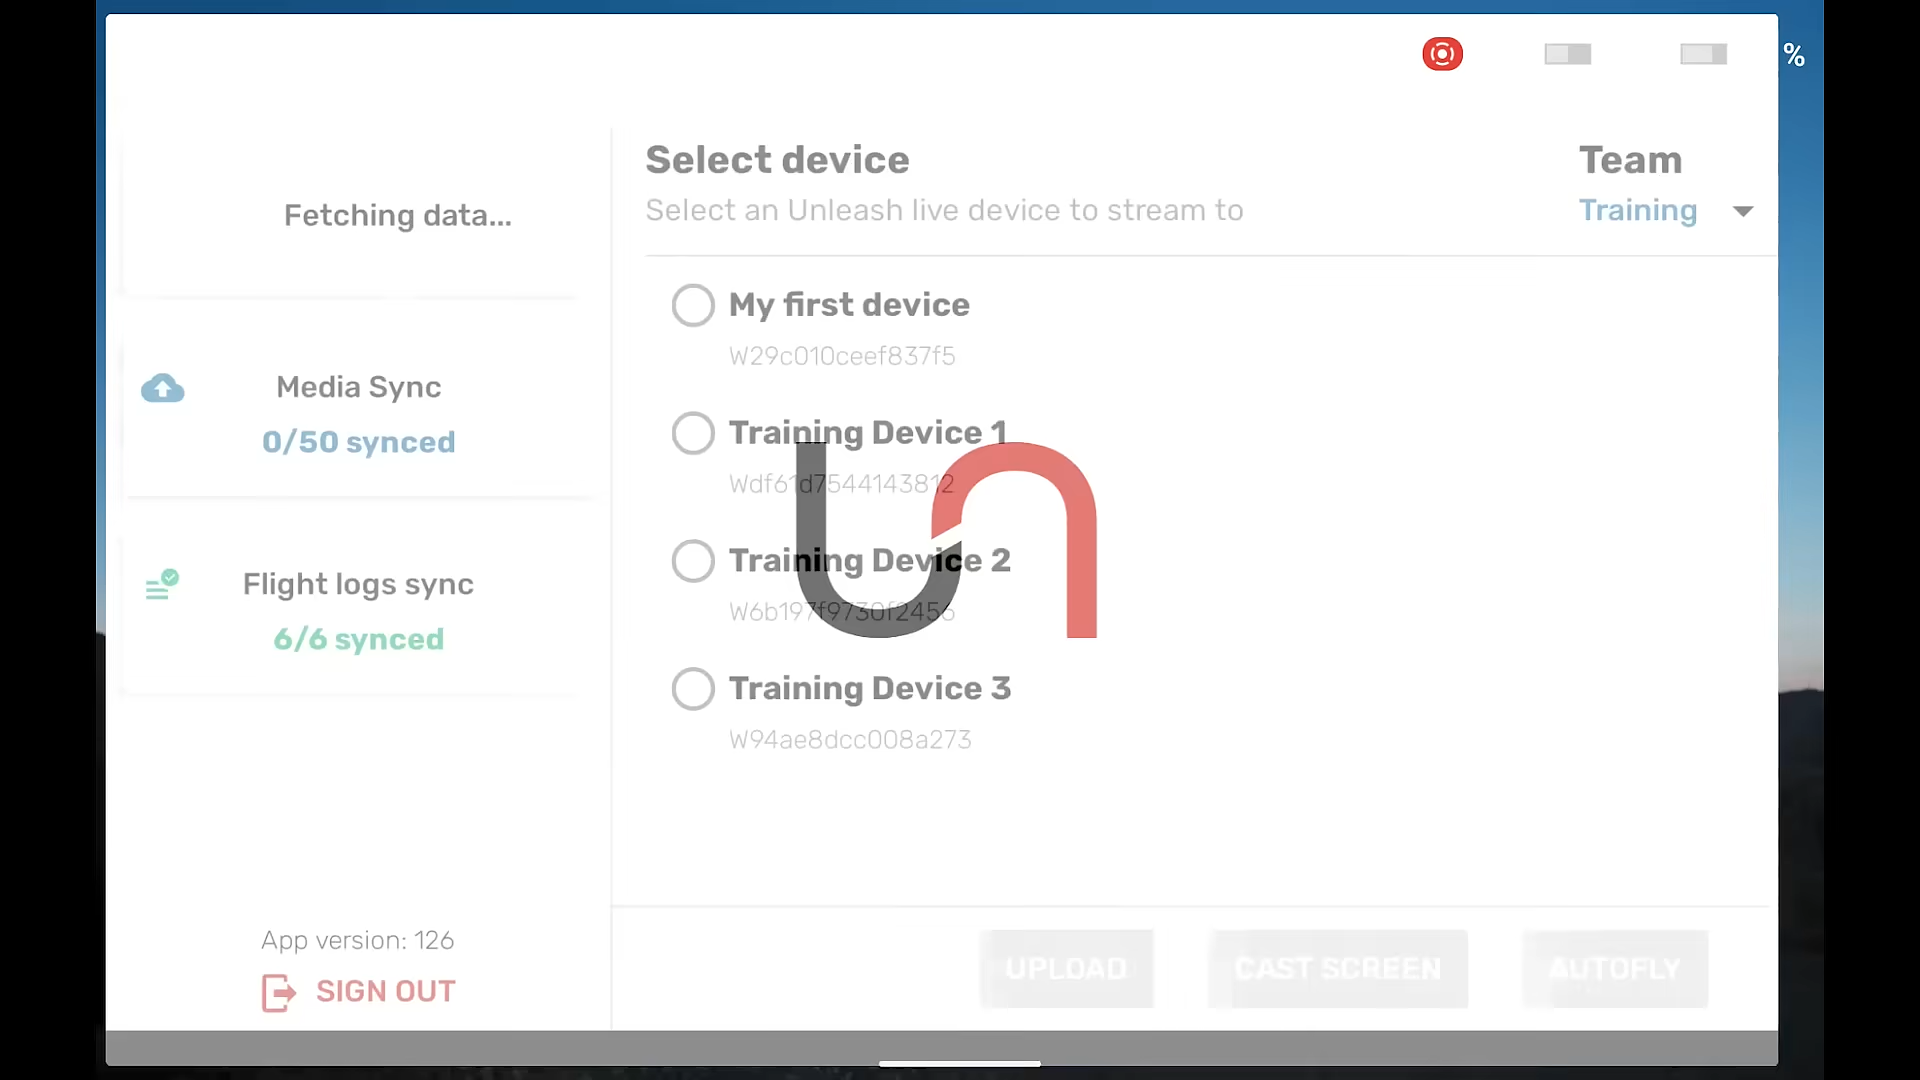 %
Fetching data...
Media Sync
0/50 synced
Flight logs sync
6/6 synced
App version: 126
SIGN OUT
Select device
Select an Unleash live device to stream to
Team
Training
My first device
W29c010ceef837f5
Training Device 1
Wdf61d7544143812
Training Device 2
W6b197f9730f2456
Training Device 3
W94ae8dcc008a273
UPLOAD
CAST SCREEN
AUTOFLY